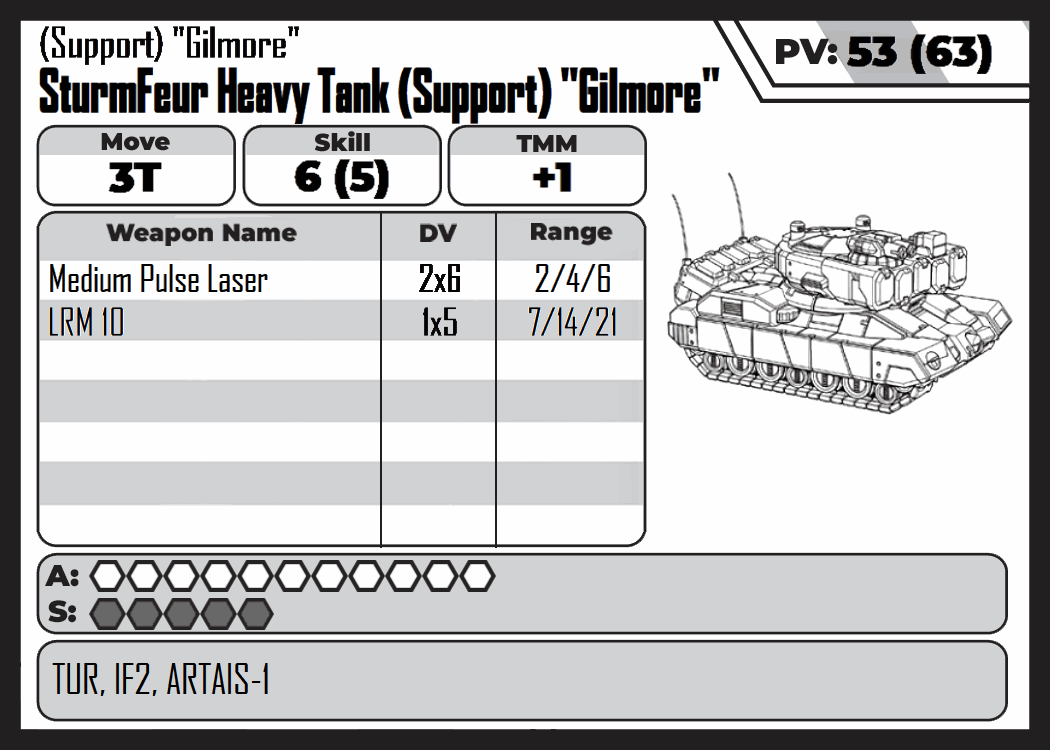 (Support) "Gilmore"
PV: 53 (63)
SturmFeur Heavy Tank (Support) "Gilmore"
Move Skill TMM
3T 6 (5) +1
Weapon Name DV Range
Medium Pulse Laser 2x6 2/4/6
LRM 10 1x5 7/14/21
A:
S:
TUR, IF2, ARTAIS-1